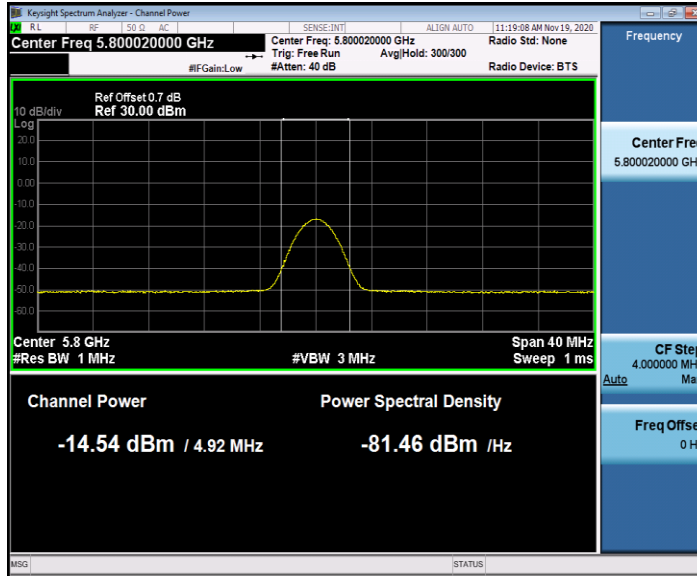 Keysight Spectrum Analyzer - Channel Power
RL RF 50 Ω AC SENSE:INT ALIGN AUTO 11:19:08 AM Nov 19, 2020
Center Freq 5.800020000 GHz
Center Freq: 5.800020000 GHz Radio Std: None
Trig: Free Run Avg|Hold: 300/300
#IFGain:Low #Atten: 40 dB Radio Device: BTS
Ref Offset 0.7 dB
10 dB/div Ref 30.00 dBm
Log
20.0
10.0
0.00
-10.0
-20.0
-30.0
-40.0
-50.0
-60.0
Center 5.8 GHz Span 40 MHz
#Res BW 1 MHz #VBW 3 MHz Sweep 1 ms
Channel Power Power Spectral Density
-14.54 dBm / 4.92 MHz -81.46 dBm /Hz
MSG STATUS
Frequency
Center Fre
5.800020000 GH
CF Step
4.000000 MH
Auto Ma
Freq Offse
0 H